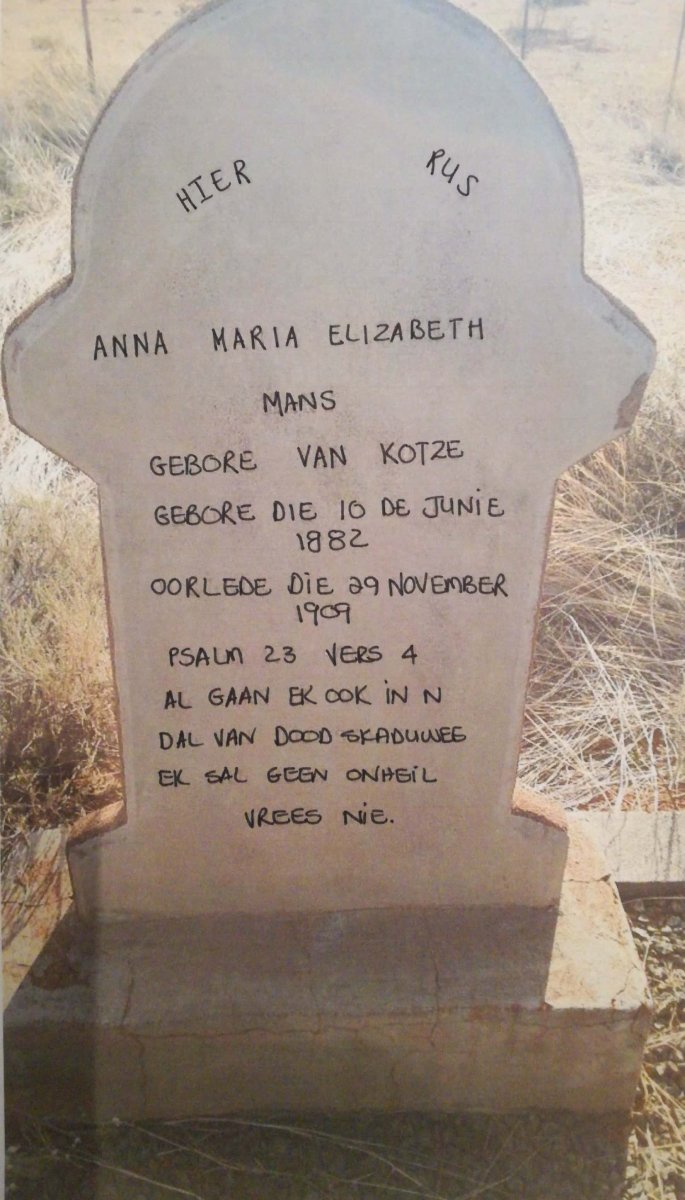 HIER RUS
ANNA MARIA ELIZABETH
MANS
GEBORE VAN KOTZE
GEBORE DIE 10 DE JUNIE
1882
OORLEDE DIE 29 NOVEMBER
1909
PSALM 23 VERS 4
AL GAAN EK OOK IN N
DAL VAN DOOD SKADUWEE
EK SAL GEEN ONHEIL
VREES NIE.